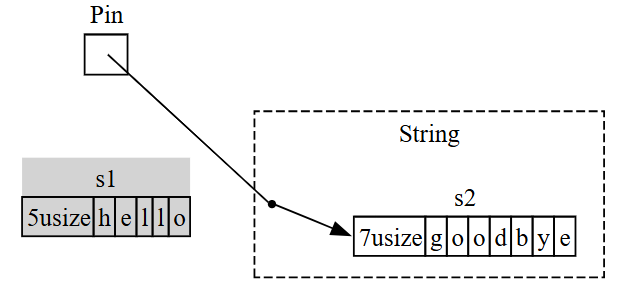 Pin
String
s1
5usize h e l l o
s2
7usize g o o d b y e